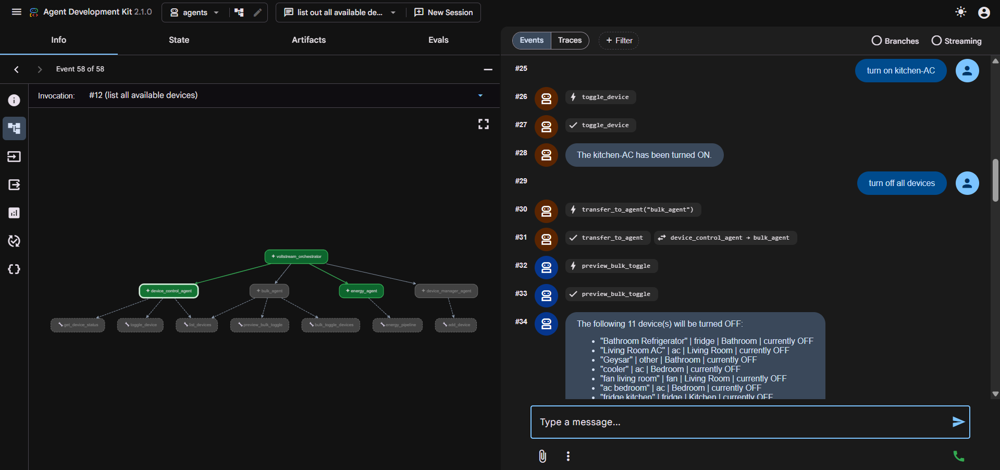 Agent Development Kit 2.1.0
agents
list out all available de...
New Session
Info
State
Artifacts
Evals
Event 58 of 58
Invocation:
#12 (list all available devices)
voltstream_orchestrator
device_control_agent
bulk_agent
energy_agent
device_manager_agent
get_device_status
toggle_device
list_devices
preview_bulk_toggle
bulk_toggle_devices
energy_pipeline
add_device
Events
Traces
+ Filter
Branches
Streaming
#25
turn on kitchen-AC
#26
toggle_device
#27
toggle_device
#28
The kitchen-AC has been turned ON.
#29
turn off all devices
#30
transfer_to_agent("bulk_agent")
#31
transfer_to_agent
device_control_agent → bulk_agent
#32
preview_bulk_toggle
#33
preview_bulk_toggle
#34
The following 11 device(s) will be turned OFF:
• "Bathroom Refrigerator" | fridge | Bathroom | currently OFF
• "Living Room AC" | ac | Living Room | currently OFF
• "Geysar" | other | Bathroom | currently OFF
• "cooler" | ac | Bedroom | currently OFF
• "fan living room" | fan | Living Room | currently OFF
• "ac bedroom" | ac | Bedroom | currently OFF
• "fridge kitchen" | fridge | Kitchen | currently OFF
Type a message...